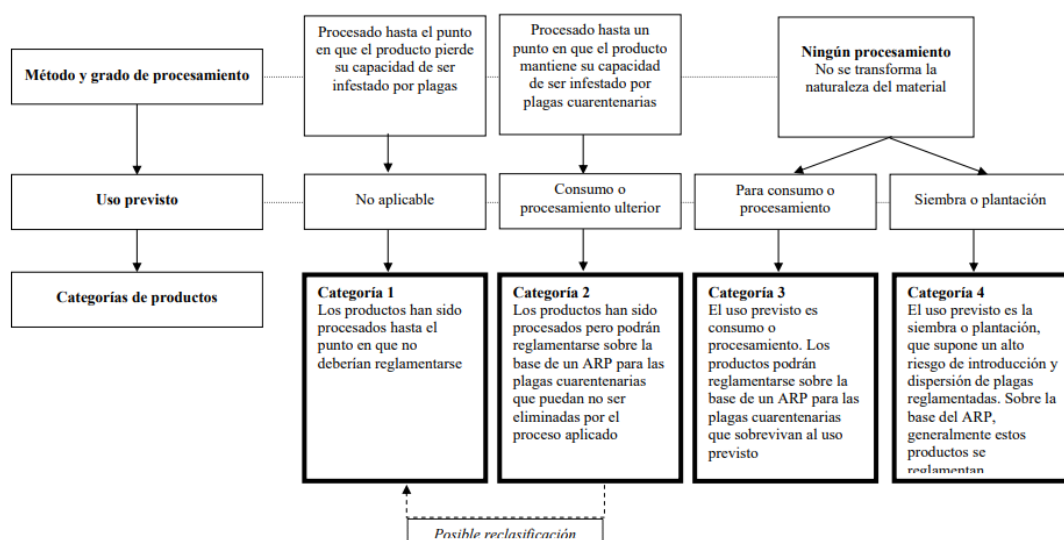 Método y grado de procesamiento
Procesado hasta el punto
en que el producto pierde
su capacidad de ser
infestado por plagas
Procesado hasta un
punto en que el producto
mantiene su capacidad
de ser infestado por
plagas cuarentenarias
Ningún procesamiento
No se transforma la
naturaleza del material
Uso previsto
No aplicable
Consumo o
procesamiento ulterior
Para consumo o
procesamiento
Siembra o plantación
Categorías de productos
Categoría 1
Los productos han sido
procesados hasta el
punto en que no
deberían reglamentarse
Categoría 2
Los productos han sido
procesados pero podrán
reglamentarse sobre la
base de un ARP para las
plagas cuarentenarias
que puedan no ser
eliminadas por el
proceso aplicado
Categoría 3
El uso previsto es
consumo o
procesamiento. Los
productos podrán
reglamentarse sobre la
base de un ARP para las
plagas cuarentenarias
que sobrevivan al uso
previsto
Categoría 4
El uso previsto es la
siembra o plantación,
que supone un alto
riesgo de introducción y
dispersión de plagas
reglamentadas. Sobre la
base del ARP,
generalmente estos
productos se
reglamentan
Posible reclasificación